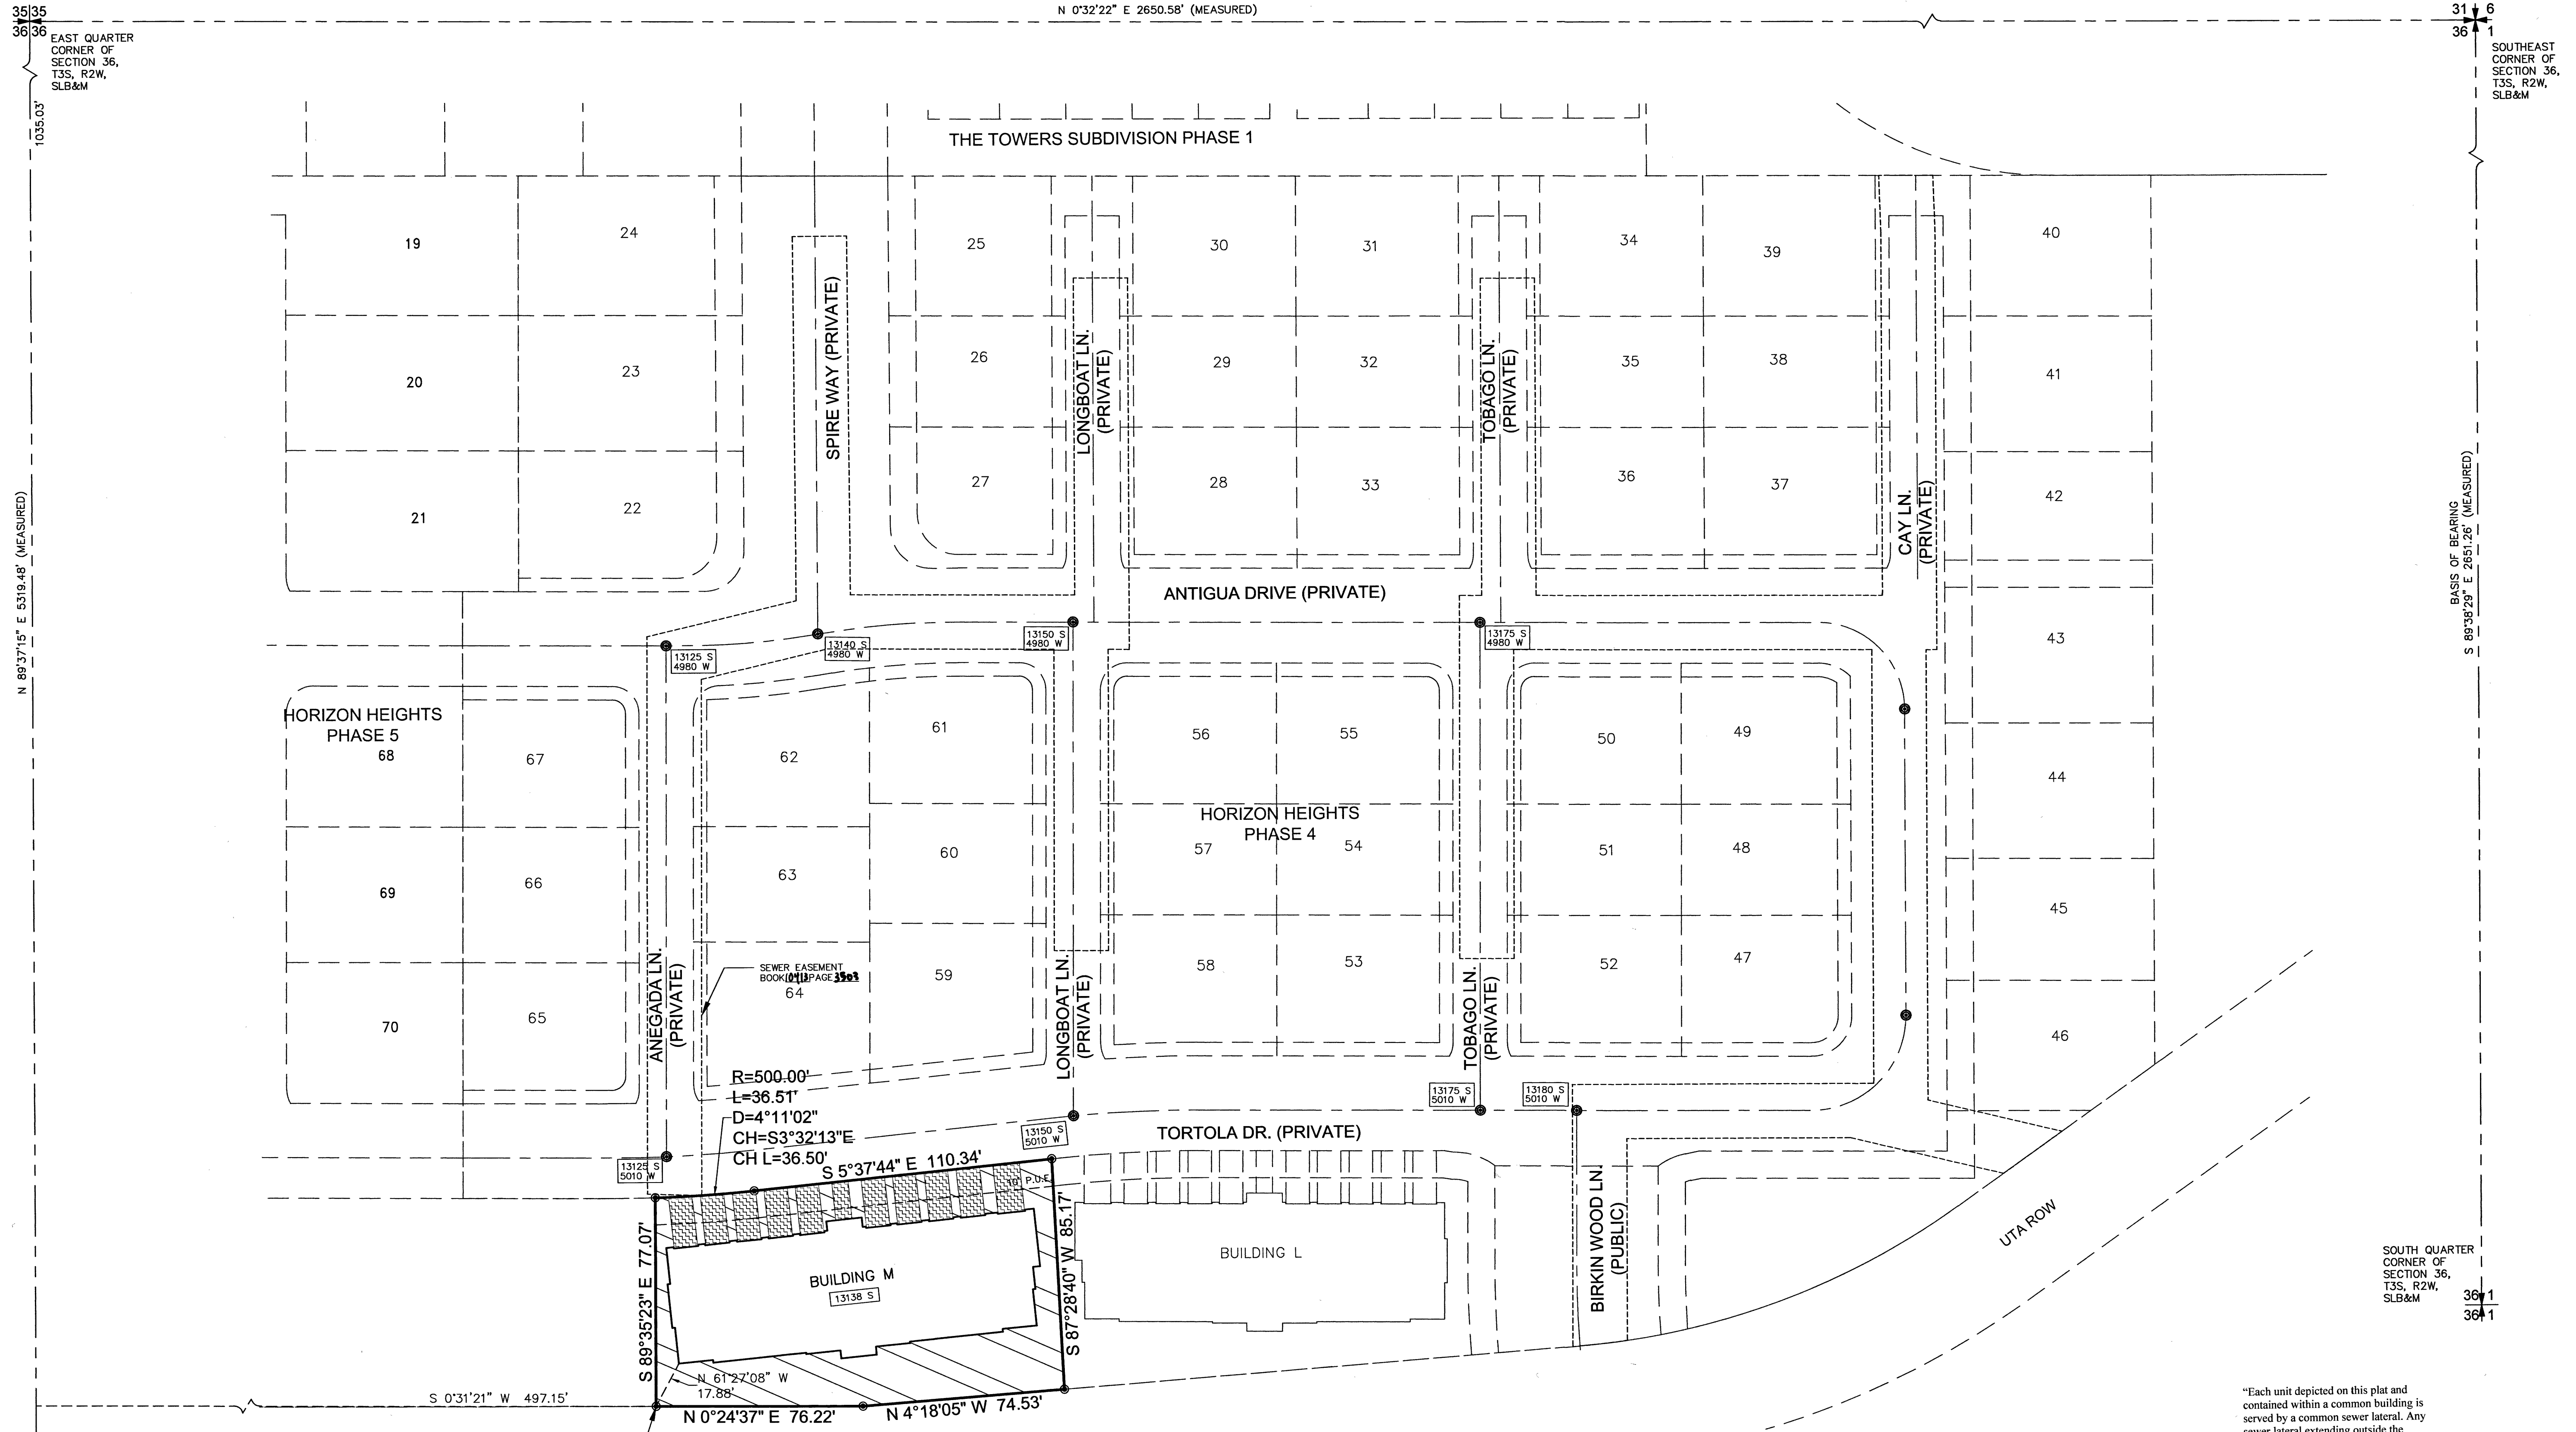 N 0°32'22" E 2650.58' (MEASURED)
35 35
36 36
EAST QUARTER
CORNER OF
SECTION 36,
T3S, R2W,
SLB&M
31 6
36 1
SOUTHEAST
CORNER OF
SECTION 36,
T3S, R2W,
SLB&M
1035.03'
N 89°37'15" E 5319.48' (MEASURED)
BASIS OF BEARING
S 89°38'29" E 2651.26' (MEASURED)
THE TOWERS SUBDIVISION PHASE 1
19
24
25
30
31
34
39
40
20
23
26
29
32
35
38
41
21
22
27
28
33
36
37
42
SPIRE WAY (PRIVATE)
LONGBOAT LN.
(PRIVATE)
TOBAGO LN.
(PRIVATE)
CAY LN.
(PRIVATE)
ANTIGUA DRIVE (PRIVATE)
13125 S
4980 W
13140 S
4980 W
13150 S
4980 W
13175 S
4980 W
43
HORIZON HEIGHTS
PHASE 5
68
67
62
61
56
55
50
49
44
HORIZON HEIGHTS
PHASE 4
69
66
63
60
57
54
51
48
45
SEWER EASEMENT
BOOK PAGE
70
65
64
59
58
53
52
47
46
ANEGADA LN.
(PRIVATE)
LONGBOAT LN.
(PRIVATE)
TOBAGO LN.
(PRIVATE)
R=500.00'
L=36.51'
D=4°11'02"
CH=S3°32'13"E
CH L=36.50'
13125 S
5010 W
13150 S
5010 W
13175 S
5010 W
13180 S
5010 W
TORTOLA DR. (PRIVATE)
S 5°37'44" E 110.34'
10' P.U.E.
S 89°35'23" E 77.07'
S 87°28'40" W 85.17'
BUILDING M
13138 S
BUILDING L
BIRKIN WOOD LN.
(PUBLIC)
UTA ROW
SOUTH QUARTER
CORNER OF
SECTION 36,
T3S, R2W,
SLB&M
36 1
36 1
N 61°27'08" W
17.88'
S 0°31'21" W 497.15'
N 0°24'37" E 76.22'
N 4°18'05" W 74.53'
"Each unit depicted on this plat and
contained within a common building is
served by a common sewer lateral. Any
sewer lateral extending outside the